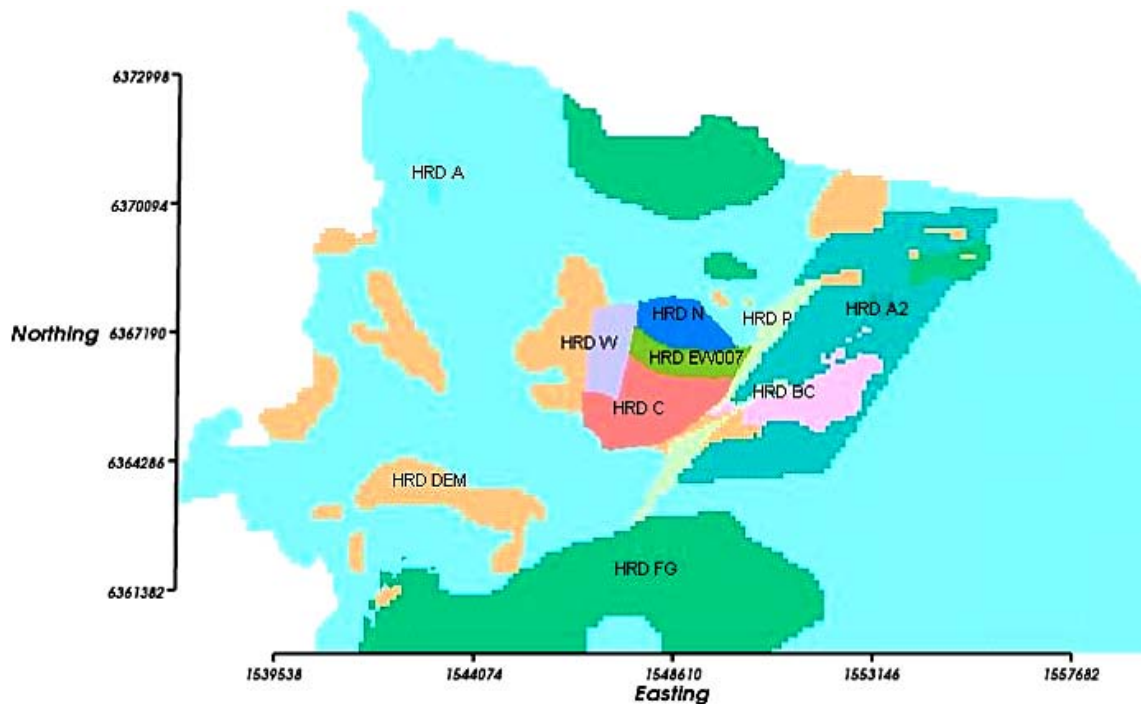 6372998
HRD A
6370094
HRD A2
HRD N
HRD P
Northing
6367190
HRD W
HRD EW007
HRD BC
HRD C
6364286
HRD DEM
HRD FG
6361382
1539538
1544074
1548610
1553146
1557682
Easting